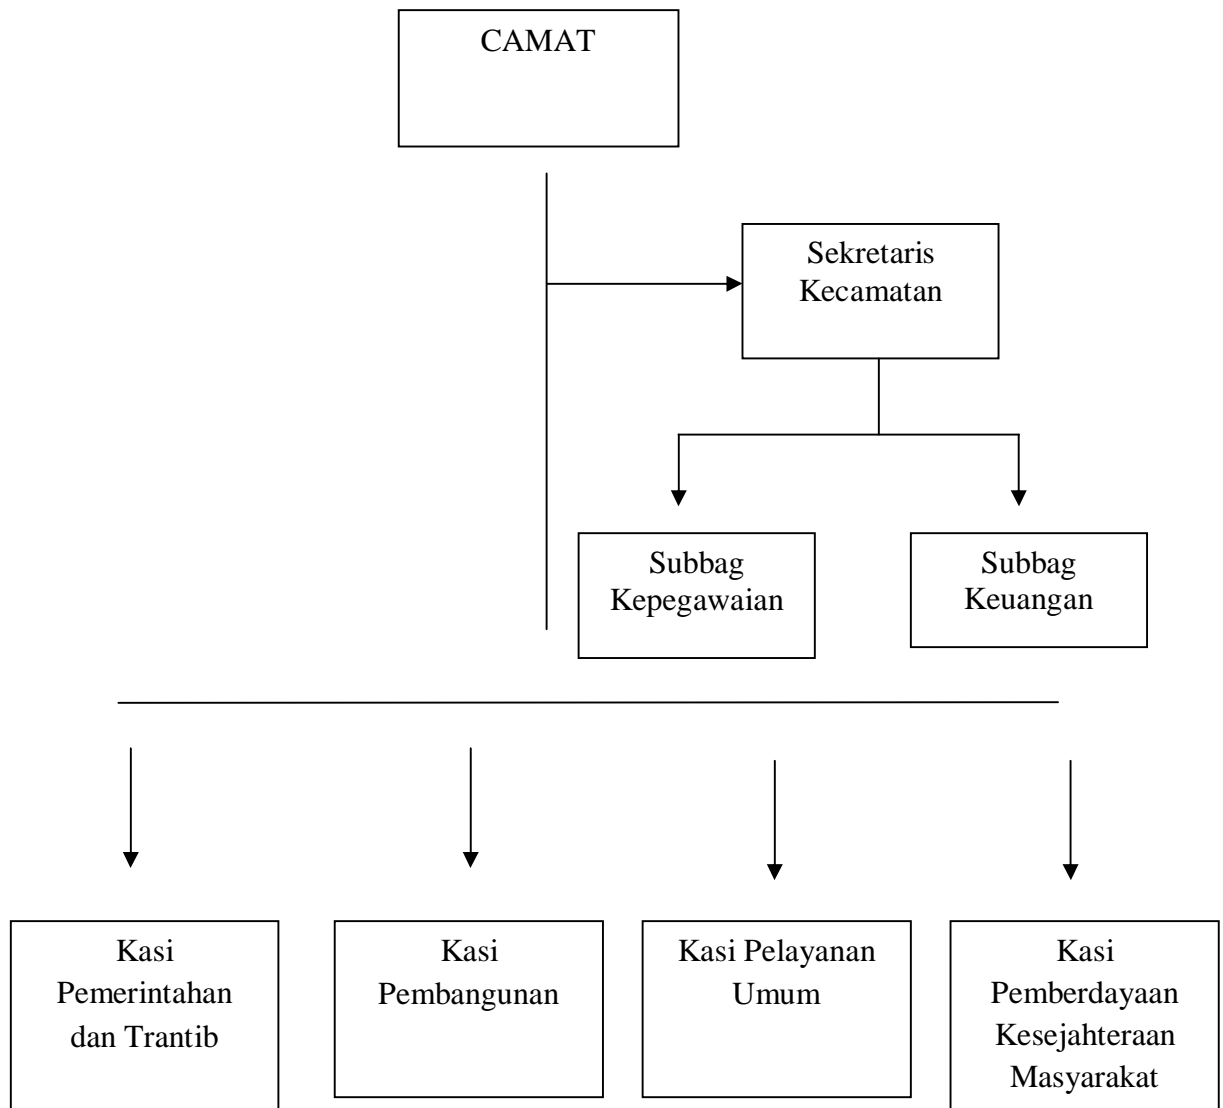 CAMAT
Sekretaris
Kecamatan
Subbag
Kepegawaian
Subbag
Keuangan
Kasi
Pemerintahan
dan Trantib
Kasi
Pembangunan
Kasi Pelayanan
Umum
Kasi
Pemberdayaan
Kesejahteraan
Masyarakat